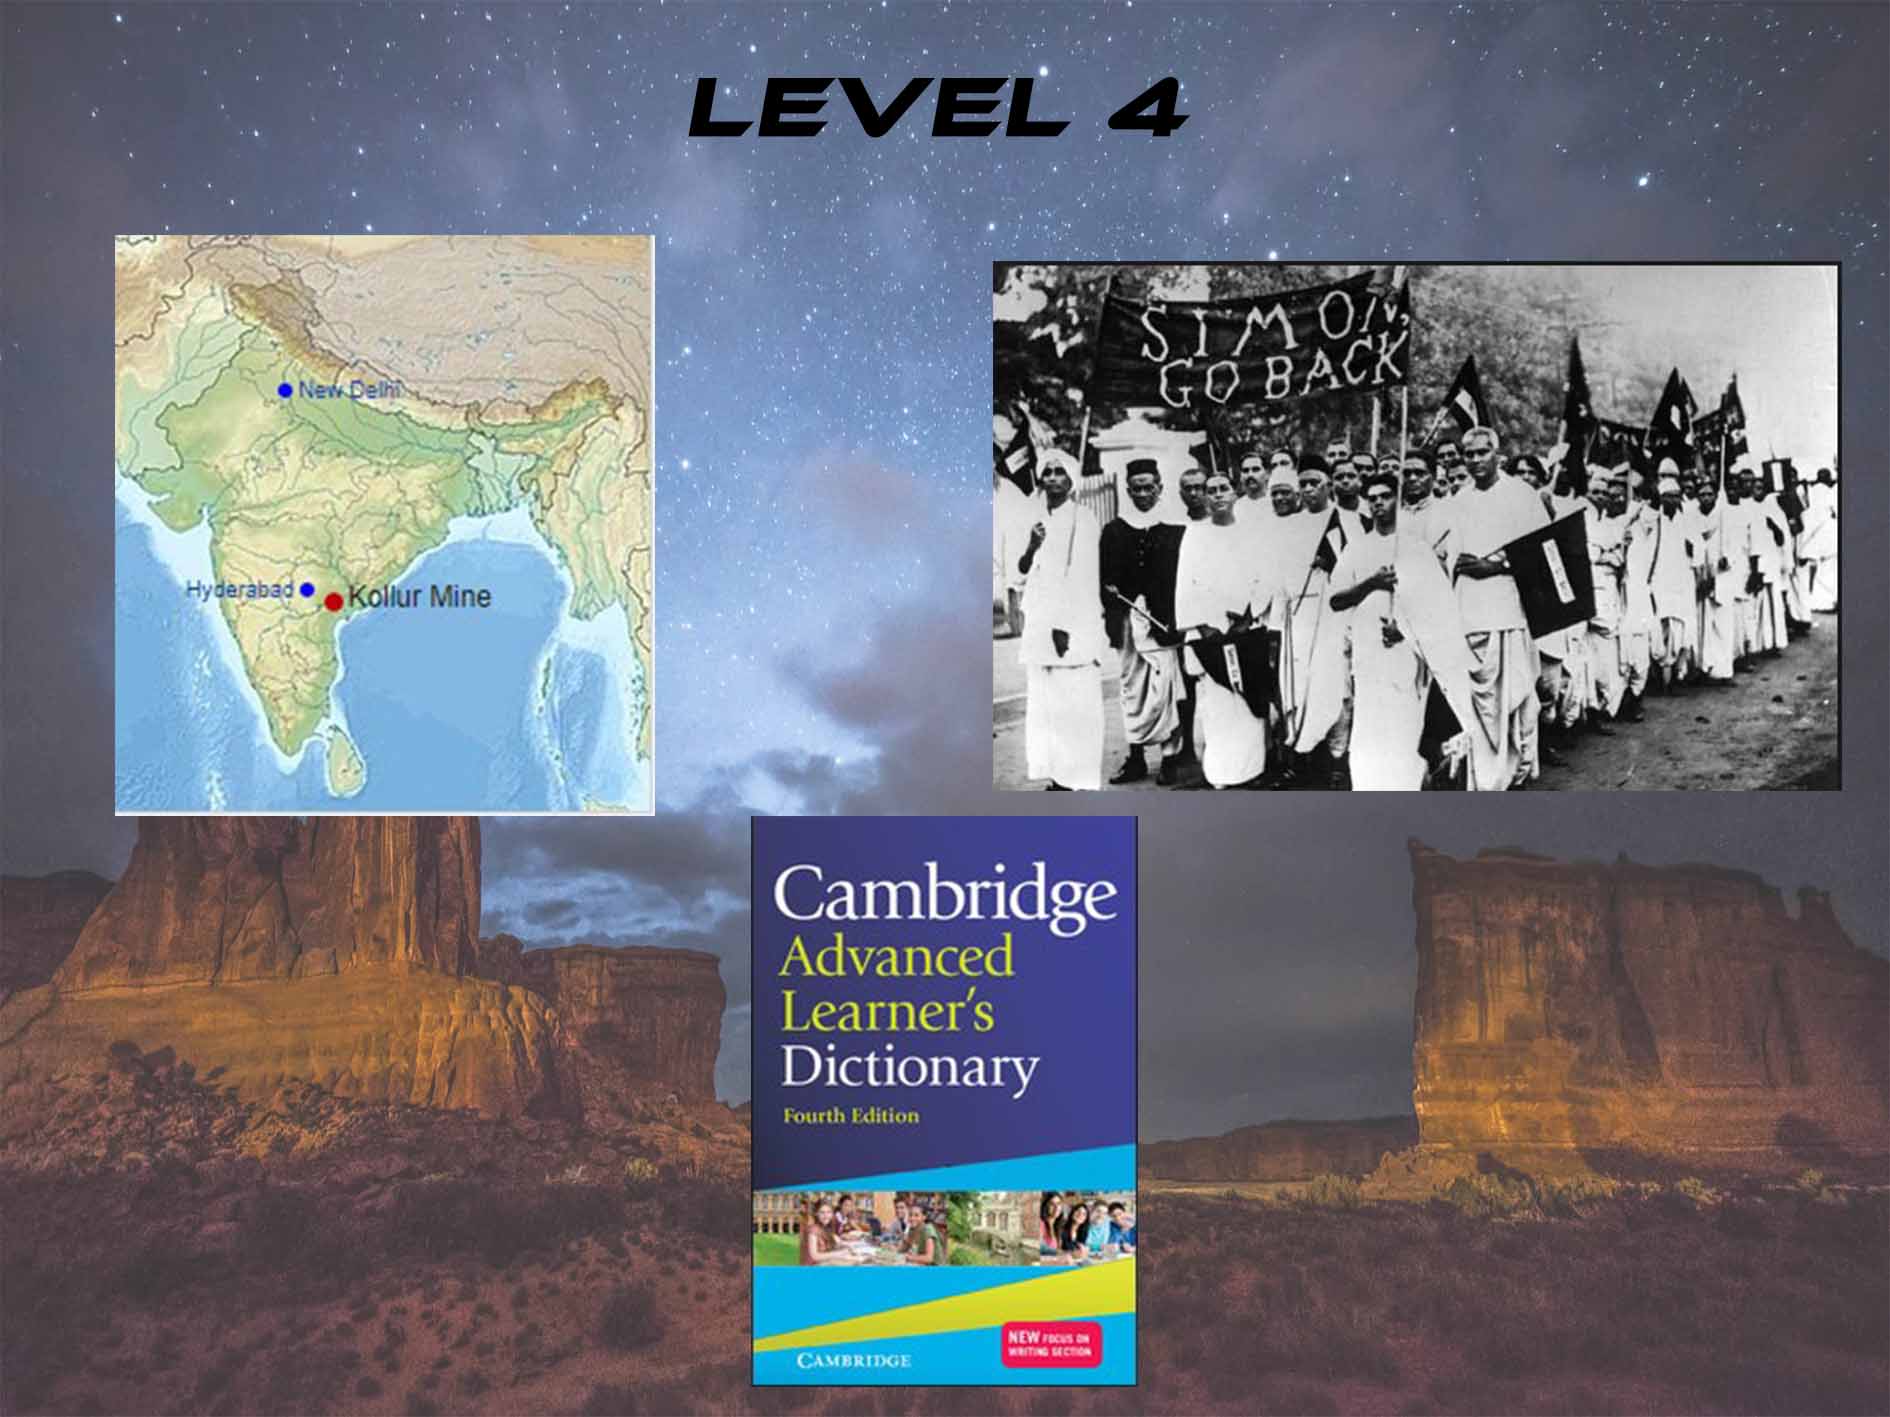 LEVEL 4
New Delhi
Hyderabad
Kollur Mine
SIMON,
GO BACK
Cambridge
Advanced
Learner's
Dictionary
Fourth Edition
NEW FOCUS ON
WRITING SECTION
CAMBRIDGE